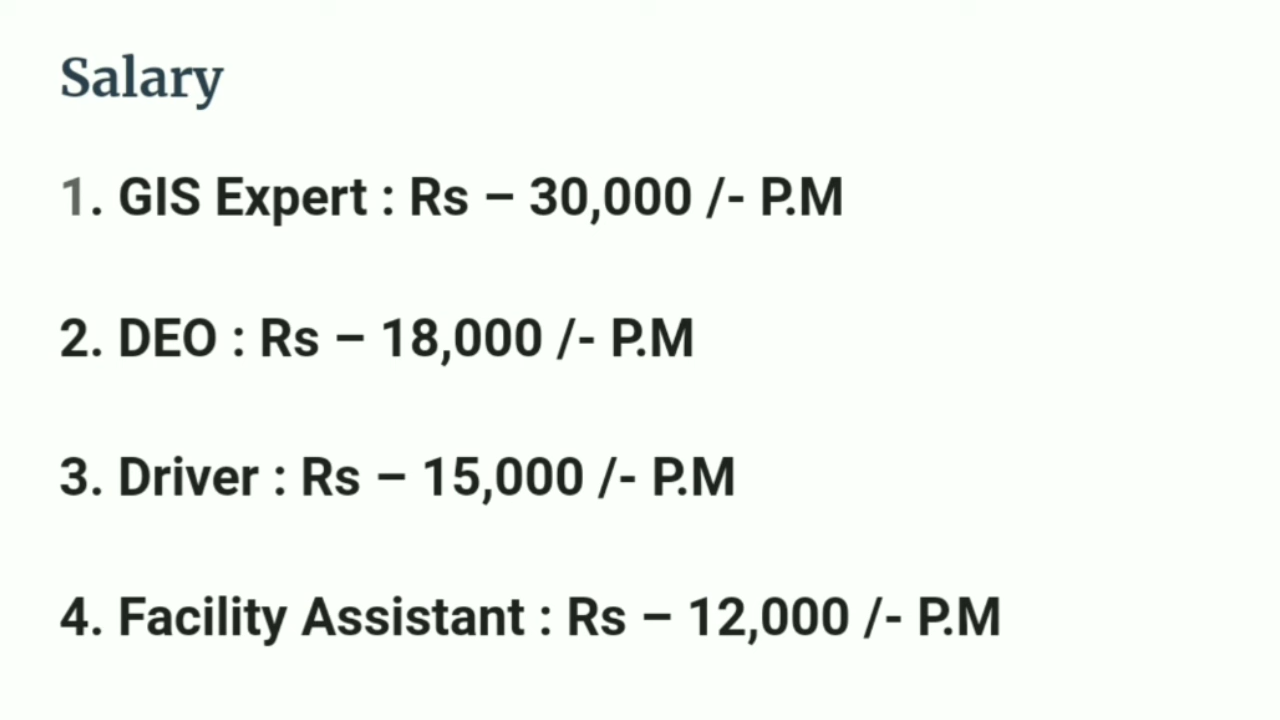 Salary
1. GIS Expert : Rs – 30,000 /- P.M
2. DEO : Rs – 18,000 /- P.M
3. Driver : Rs – 15,000 /- P.M
4. Facility Assistant : Rs – 12,000 /- P.M